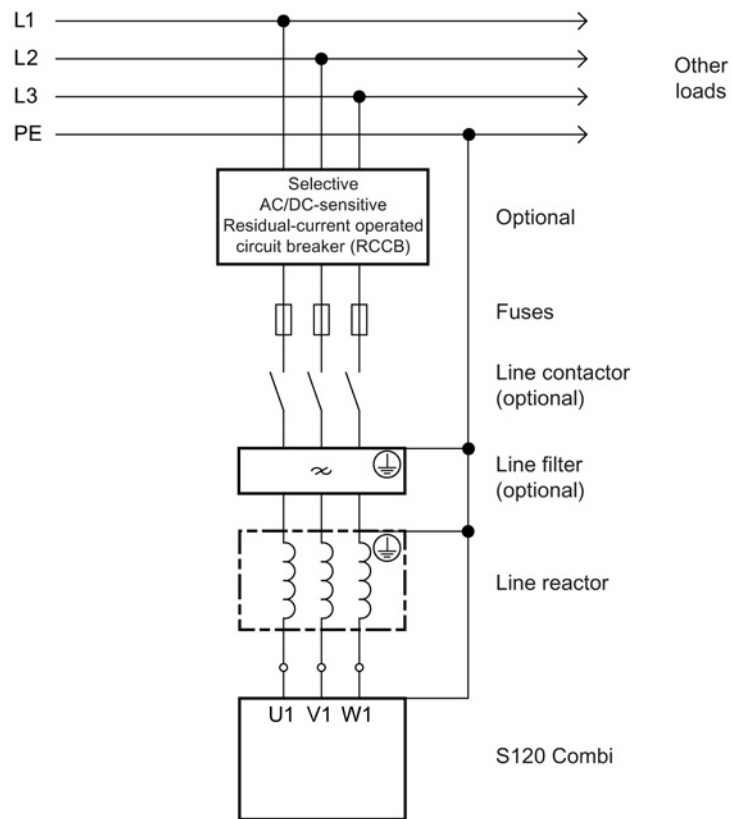 L1
L2
L3
PE
Other
loads
Selective
AC/DC-sensitive
Residual-current operated
circuit breaker (RCCB)
Optional
Fuses
Line contactor
(optional)
Line filter
(optional)
Line reactor
U1 V1 W1
S120 Combi